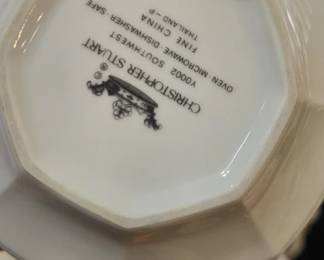 CHRISTOPHER STUART
Y0002 SOUTHWEST
OVEN MICROWAVE DISHWASHER SAFE
FINE CHINA
THAILAND-P